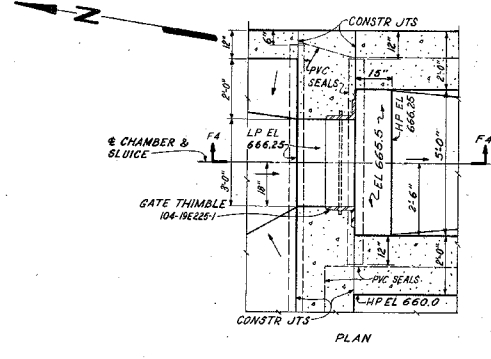 N
CONSTR JTS
12"
6"
12"
2'-0"
PVC
SEALS
15"
2'-0"
HP EL
666.25
LP EL
666.25
F4
F4
℄ CHAMBER &
SLUICE
EL 665.5
5'-0"
3'-0"
18"
2'-6"
GATE THIMBLE
104-19E225-1
12"
2'-0"
PVC SEALS
HP EL 660.0
CONSTR JTS
PLAN